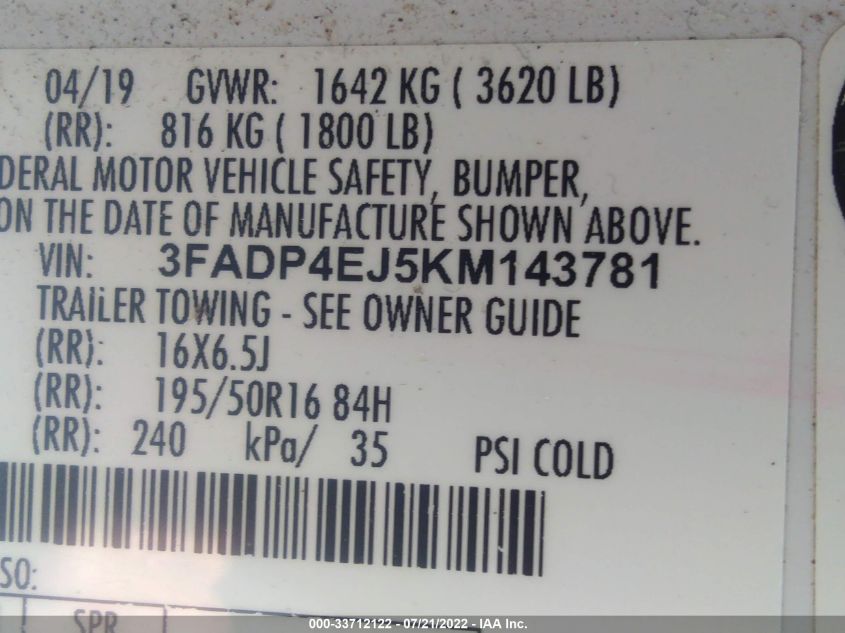 04/19 GVWR: 1642 KG ( 3620 LB)
(RR): 816 KG ( 1800 LB)
DERAL MOTOR VEHICLE SAFETY, BUMPER,
ON THE DATE OF MANUFACTURE SHOWN ABOVE.
VIN: 3FADP4EJ5KM143781
TRAILER TOWING - SEE OWNER GUIDE
(RR): 16X6.5J
(RR): 195/50R16 84H
(RR): 240 kPa/ 35 PSI COLD
SO:
SPR
000-33712122 - 07/21/2022 - IAA Inc.